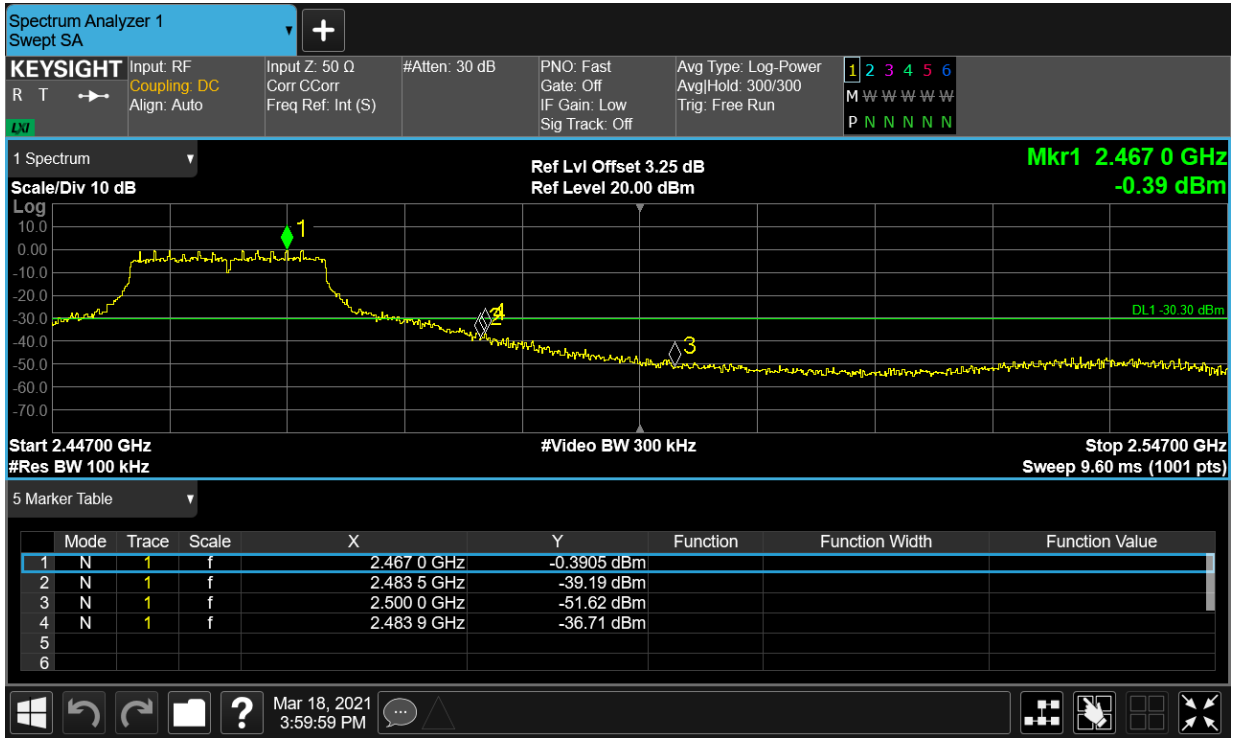 Spectrum Analyzer 1
Swept SA
KEYSIGHT
R T
LXI
Input: RF
Coupling: DC
Align: Auto
Input Z: 50 Ω
Corr CCorr
Freq Ref: Int (S)
#Atten: 30 dB
PNO: Fast
Gate: Off
IF Gain: Low
Sig Track: Off
Avg Type: Log-Power
Avg|Hold: 300/300
Trig: Free Run
1 2 3 4 5 6
M W W W W W
P N N N N N
1 Spectrum
Scale/Div 10 dB
Ref Lvl Offset 3.25 dB
Ref Level 20.00 dBm
Mkr1 2.467 0 GHz
-0.39 dBm
Log
10.0
0.00
-10.0
-20.0
-30.0
-40.0
-50.0
-60.0
-70.0
1
2
4
3
DL1 -30.30 dBm
Start 2.44700 GHz
#Res BW 100 kHz
#Video BW 300 kHz
Stop 2.54700 GHz
Sweep 9.60 ms (1001 pts)
5 Marker Table
Mode Trace Scale X Y Function Function Width Function Value
1 N 1 f 2.467 0 GHz -0.3905 dBm
2 N 1 f 2.483 5 GHz -39.19 dBm
3 N 1 f 2.500 0 GHz -51.62 dBm
4 N 1 f 2.483 9 GHz -36.71 dBm
5
6
?
Mar 18, 2021
3:59:59 PM